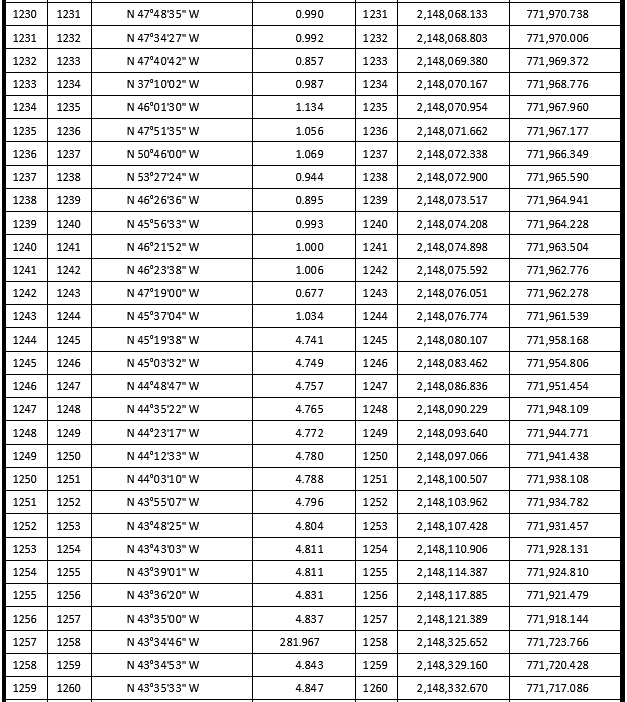 1230 1231 N 47°48'35" W 0.990 1231 2,148,068.133 771,970.738
1231 1232 N 47°34'27" W 0.992 1232 2,148,068.803 771,970.006
1232 1233 N 47°40'42" W 0.857 1233 2,148,069.380 771,969.372
1233 1234 N 37°10'02" W 0.987 1234 2,148,070.167 771,968.776
1234 1235 N 46°01'30" W 1.134 1235 2,148,070.954 771,967.960
1235 1236 N 47°51'35" W 1.056 1236 2,148,071.662 771,967.177
1236 1237 N 50°46'00" W 1.069 1237 2,148,072.338 771,966.349
1237 1238 N 53°27'24" W 0.944 1238 2,148,072.900 771,965.590
1238 1239 N 46°26'36" W 0.895 1239 2,148,073.517 771,964.941
1239 1240 N 45°56'33" W 0.993 1240 2,148,074.208 771,964.228
1240 1241 N 46°21'52" W 1.000 1241 2,148,074.898 771,963.504
1241 1242 N 46°23'38" W 1.006 1242 2,148,075.592 771,962.776
1242 1243 N 47°19'00" W 0.677 1243 2,148,076.051 771,962.278
1243 1244 N 45°37'04" W 1.034 1244 2,148,076.774 771,961.539
1244 1245 N 45°19'38" W 4.741 1245 2,148,080.107 771,958.168
1245 1246 N 45°03'32" W 4.749 1246 2,148,083.462 771,954.806
1246 1247 N 44°48'47" W 4.757 1247 2,148,086.836 771,951.454
1247 1248 N 44°35'22" W 4.765 1248 2,148,090.229 771,948.109
1248 1249 N 44°23'17" W 4.772 1249 2,148,093.640 771,944.771
1249 1250 N 44°12'33" W 4.780 1250 2,148,097.066 771,941.438
1250 1251 N 44°03'10" W 4.788 1251 2,148,100.507 771,938.108
1251 1252 N 43°55'07" W 4.796 1252 2,148,103.962 771,934.782
1252 1253 N 43°48'25" W 4.804 1253 2,148,107.428 771,931.457
1253 1254 N 43°43'03" W 4.811 1254 2,148,110.906 771,928.131
1254 1255 N 43°39'01" W 4.811 1255 2,148,114.387 771,924.810
1255 1256 N 43°36'20" W 4.831 1256 2,148,117.885 771,921.479
1256 1257 N 43°35'00" W 4.837 1257 2,148,121.389 771,918.144
1257 1258 N 43°34'46" W 281.967 1258 2,148,325.652 771,723.766
1258 1259 N 43°34'53" W 4.843 1259 2,148,329.160 771,720.428
1259 1260 N 43°35'33" W 4.847 1260 2,148,332.670 771,717.086